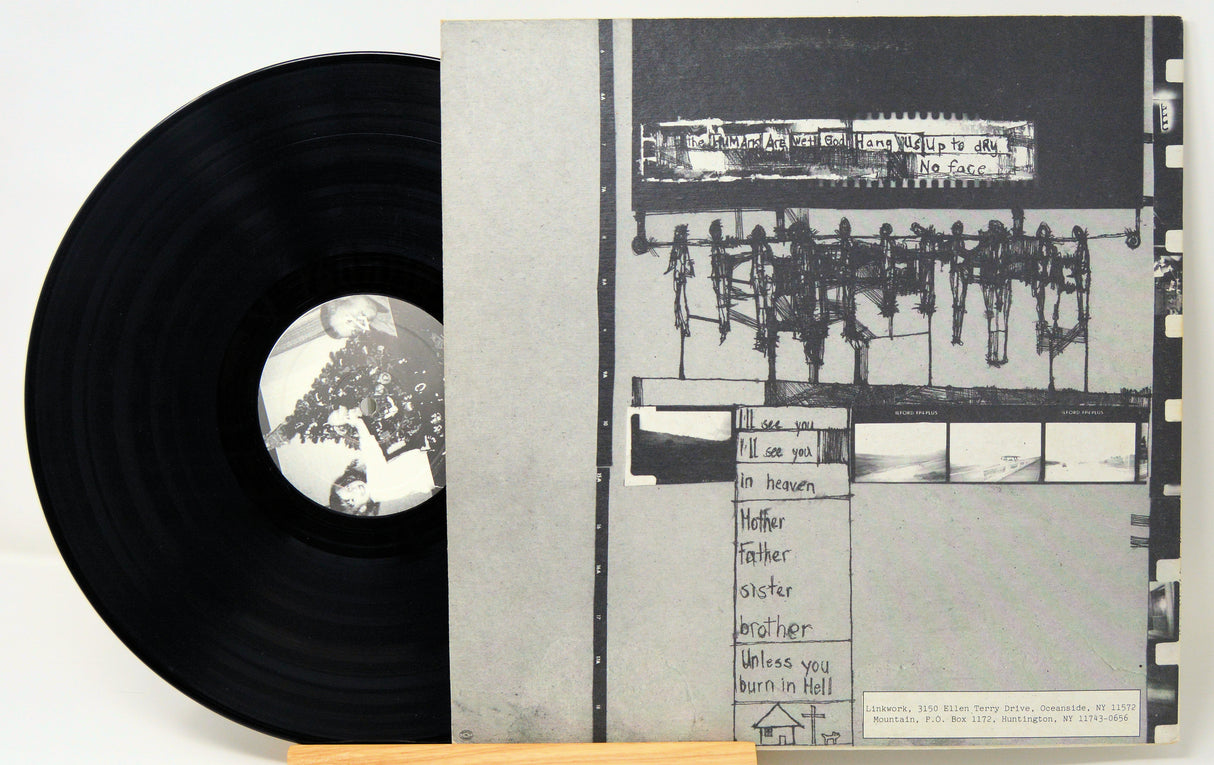 The HUMANS Are wet God Hang Us Up to dRy.
No face
ILFORD FP4 PLUS
ILFORD FP4 PLUS
I'll see you
I'll see you
in heaven
Mother
Father
sister
brother
Unless you
burn in Hell
Linkwork, 3150 Ellen Terry Drive, Oceanside, NY 11572
Mountain, P.O. Box 1172, Huntington, NY 11743-0656